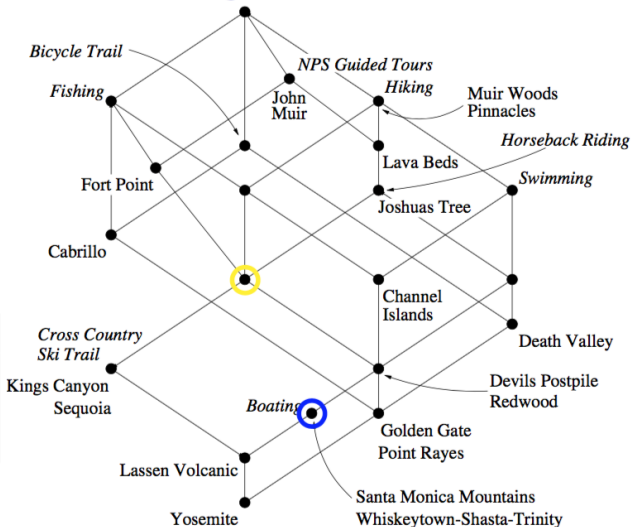 Bicycle Trail
NPS Guided Tours
Fishing
Hiking
John
Muir
Muir Woods
Pinnacles
Horseback Riding
Lava Beds
Fort Point
Swimming
Joshuas Tree
Cabrillo
Channel
Islands
Cross Country
Ski Trail
Death Valley
Kings Canyon
Sequoia
Devils Postpile
Redwood
Boating
Golden Gate
Point Rayes
Lassen Volcanic
Santa Monica Mountains
Whiskeytown-Shasta-Trinity
Yosemite